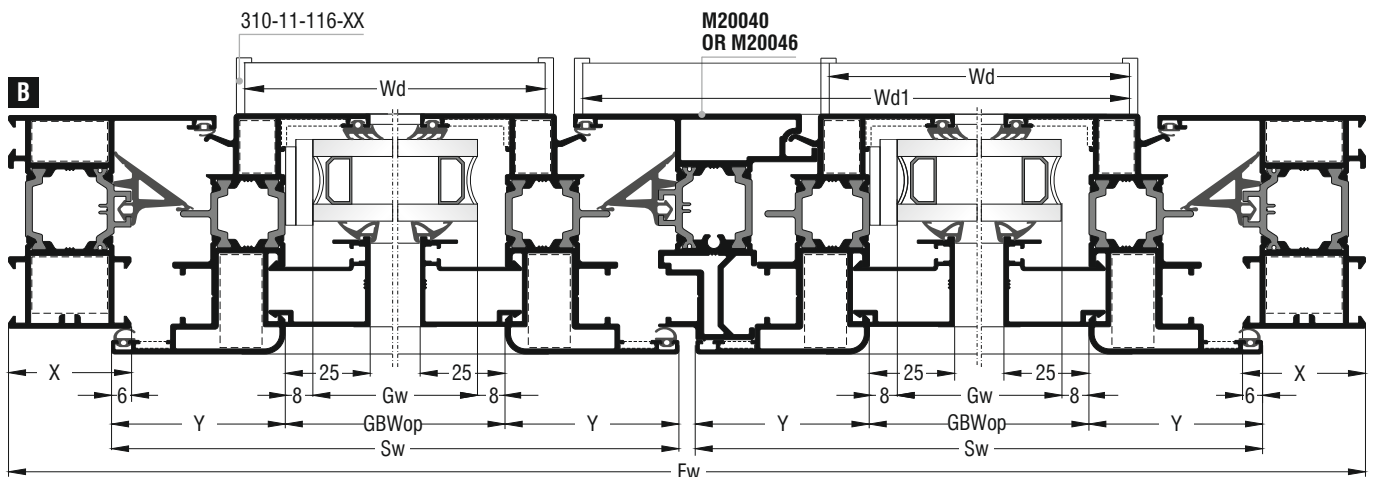 310-11-116-XX
M20040
OR M20046
Wd
Wd
B
Wd1
X
25
25
25
25
X
6
8
Gw
8
8
Gw
8
6
Y
GBWop
Y
Y
GBWop
Y
Sw
Sw
Fw